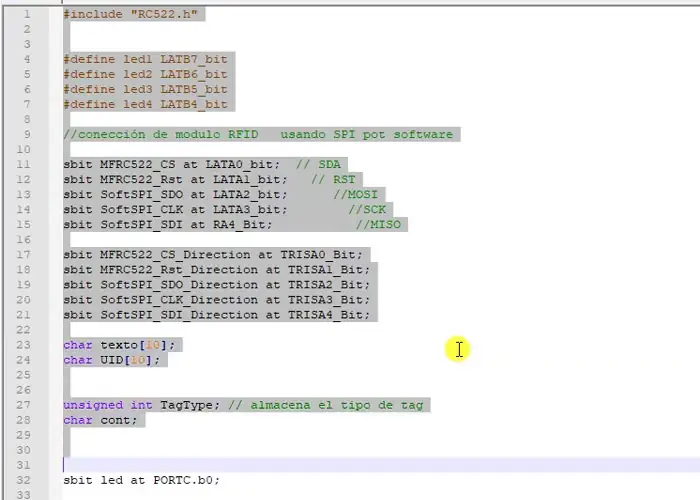 1 #include "RC522.h"
2
3
4 #define led1 LATB7_bit
5 #define led2 LATB6_bit
6 #define led3 LATB5_bit
7 #define led4 LATB4_bit
8
9 //conección de modulo RFID   usando SPI pot software
10
11 sbit MFRC522_CS at LATA0_bit;  // SDA
12 sbit MFRC522_Rst at LATA1_bit;   // RST
13 sbit SoftSPI_SDO at LATA2_bit;      //MOSI
14 sbit SoftSPI_CLK at LATA3_bit;        //SCK
15 sbit SoftSPI_SDI at RA4_Bit;           //MISO
16
17 sbit MFRC522_CS_Direction at TRISA0_Bit;
18 sbit MFRC522_Rst_Direction at TRISA1_Bit;
19 sbit SoftSPI_SDO_Direction at TRISA2_Bit;
20 sbit SoftSPI_CLK_Direction at TRISA3_Bit;
21 sbit SoftSPI_SDI_Direction at TRISA4_Bit;
22
23 char texto[10];
24 char UID[10];
25
26
27 unsigned int TagType; // almacena el tipo de tag
28 char cont;
29
30
31
32 sbit led at PORTC.b0;
33